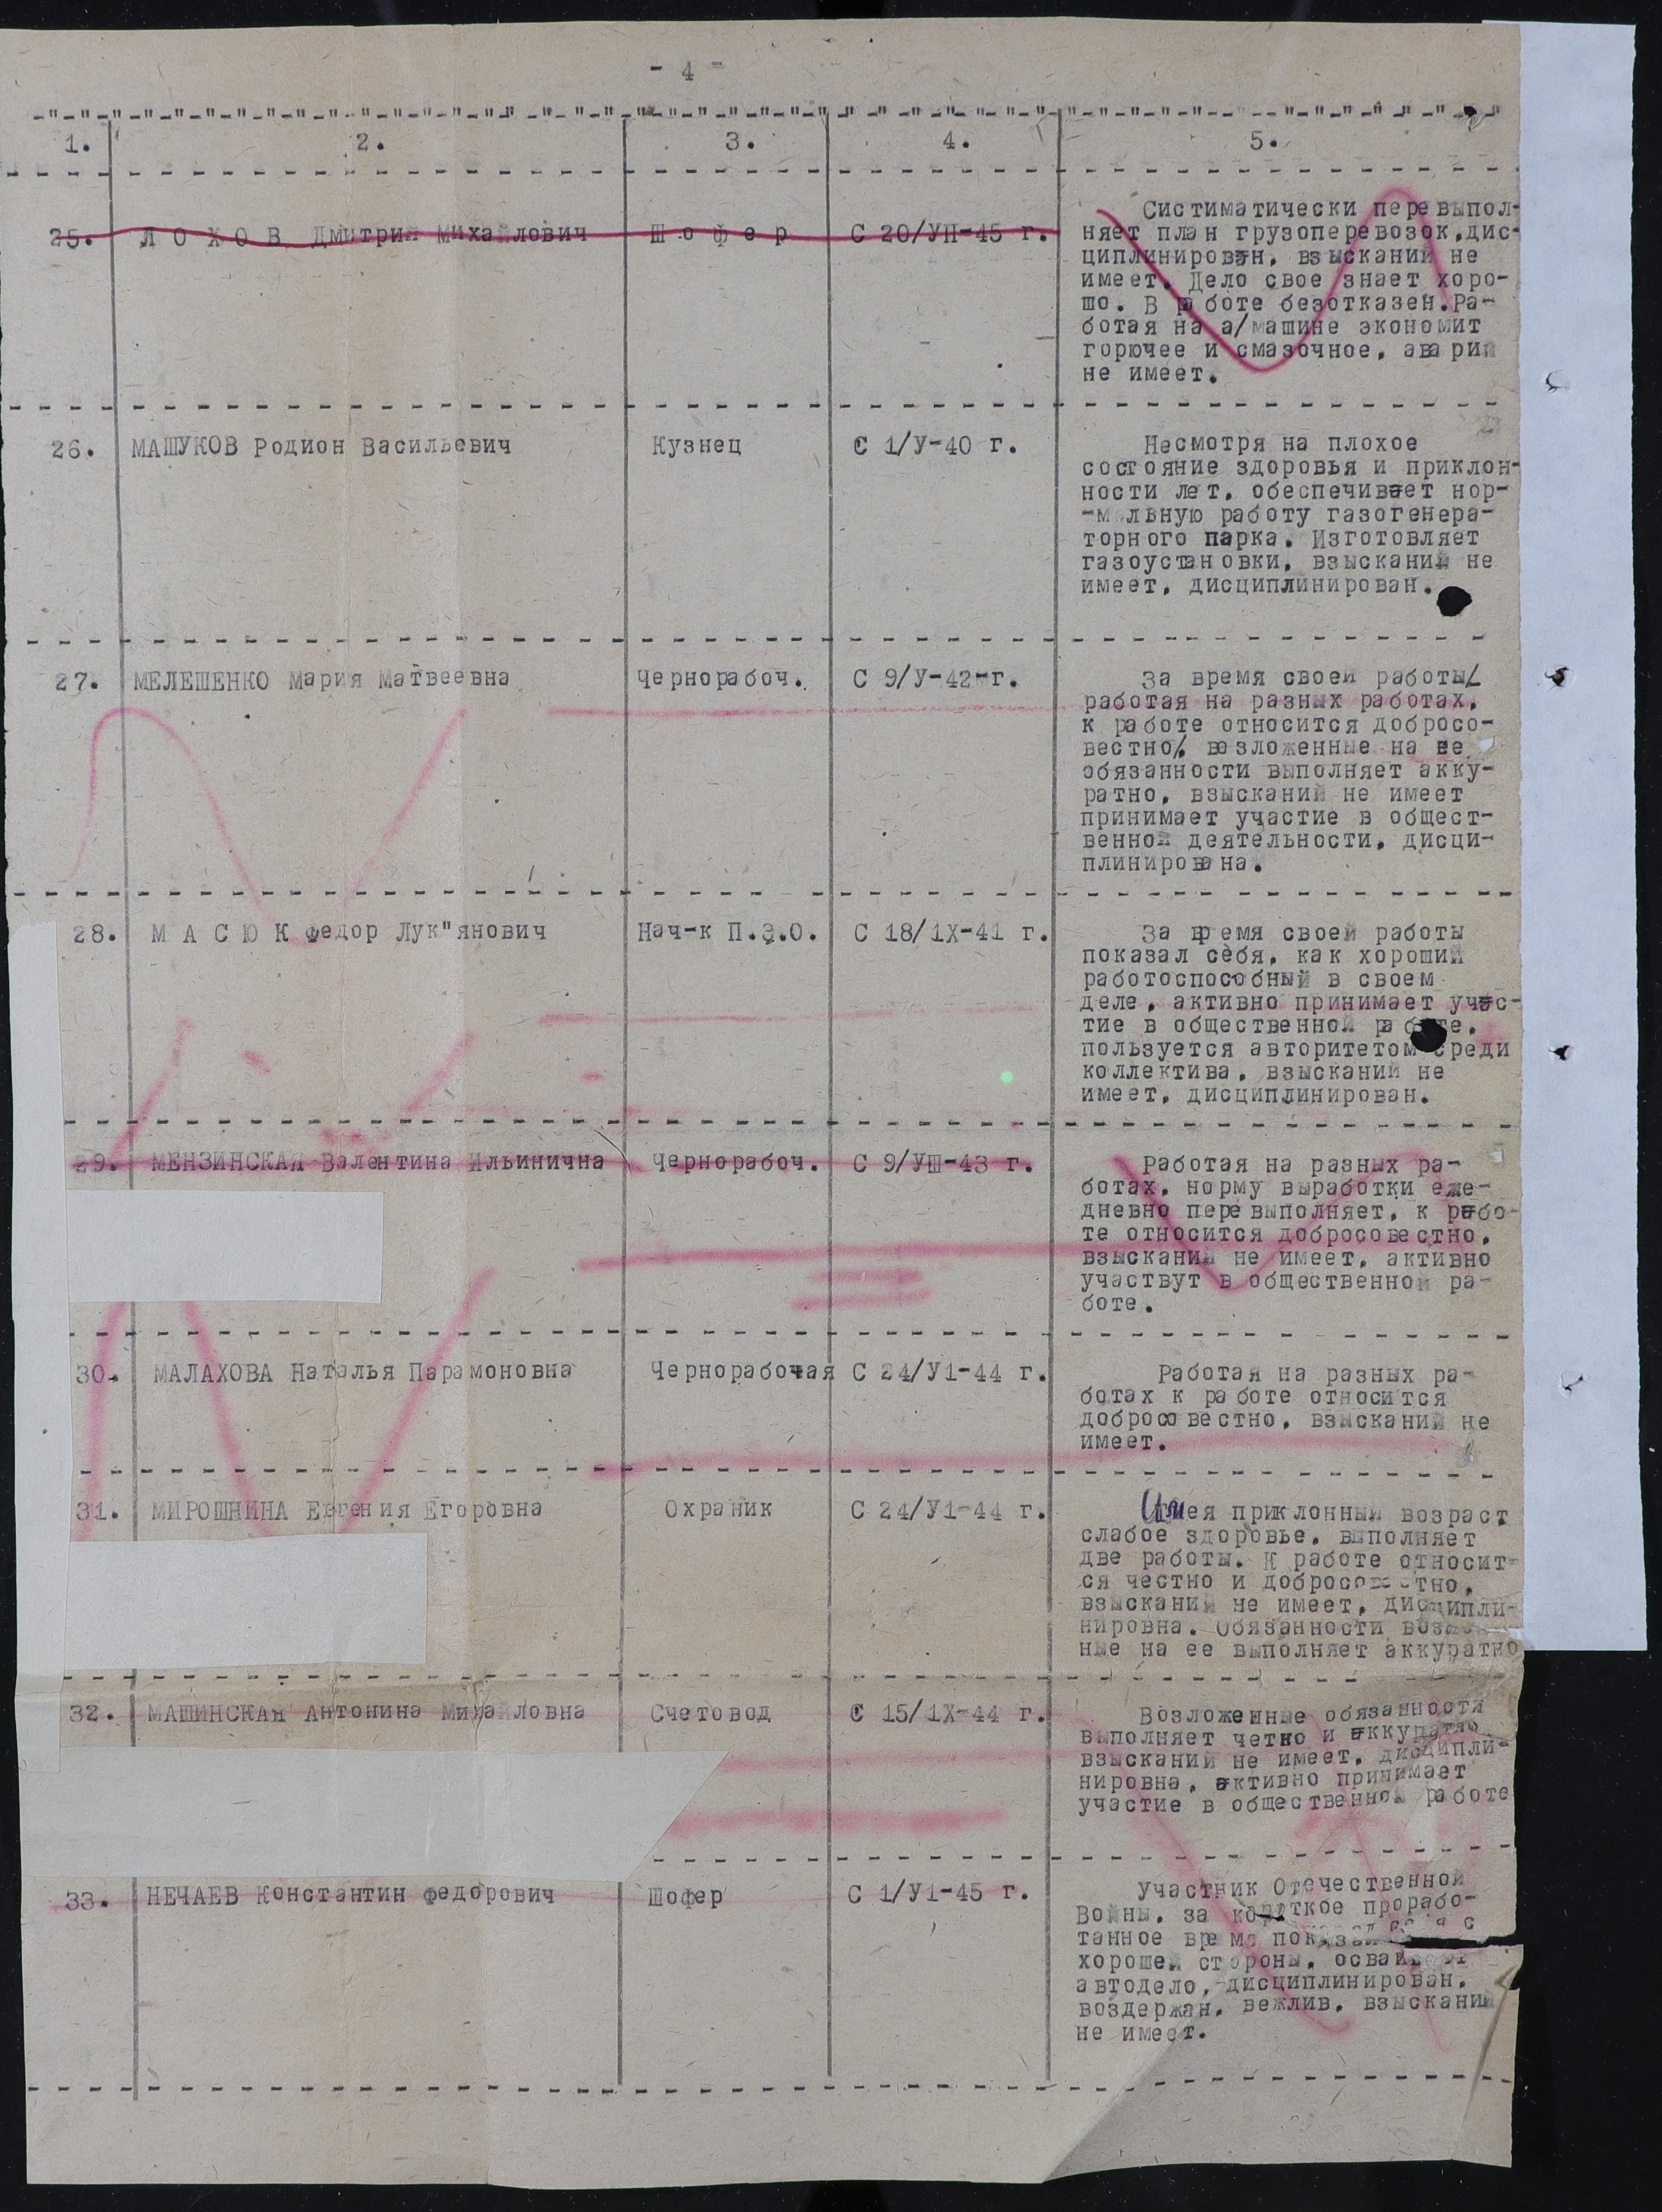 - 4 -
1. 2. 3. 4. 5.
25. Л О Х О В Дмитрий Михайлович Ш о ф е р С 20/УП-45 г.
Систиматически перевыпол-
няет план грузоперевозок, дис-
циплинирован, взысканий не
имеет. Дело свое знает хоро-
шо. В работе безотказен. Ра-
ботая на а/машине экономит
горючее и смазочное, аварий
не имеет.
26. МАШУКОВ Родион Васильевич Кузнец С 1/У-40 г.
Несмотря на плохое
состояние здоровья и приклон-
ности лет, обеспечивает нор-
-мальную работу газогенера-
торного парка. Изготовляет
газоустановки, взысканий не
имеет, дисциплинирован.
27. МЕЛЕШЕНКО Мария Матвеевна Чернорабоч. С 9/У-42-г.
За время своей работы/
работая на разных работах,
к работе относится добросо-
вестно/, возложенные на ее
обязанности выполняет акку-
ратно, взысканий не имеет
принимает участие в общест-
венной деятельности, дисци-
плинирована.
28. М А С Ю К Федор Лук"янович Нач-к П.Э.О. С 18/1Х-41 г.
За время своей работы
показал себя, как хороший
работоспособный в своем
деле, активно принимает учас-
тие в общественной работе,
пользуется авторитетом среди
коллектива, взысканий не
имеет, дисциплинирован.
29. МЕНЗИНСКАЯ Валентина Ильинична Чернорабоч. С 9/УШ-43 г.
Работая на разных ра-
ботах, норму выработки еже-
дневно перевыполняет, к рабо-
те относится добросовестно,
взысканий не имеет, активно
участвут в общественной ра-
боте.
30. МАЛАХОВА Наталья Парамоновна Чернорабочая С 24/У1-44 г.
Работая на разных ра-
ботах к работе относится
добросовестно, взысканий не
имеет.
31. МИРОШНИНА Евгения Егоровна Охраник С 24/У1-44 г.
Имея приклонный возраст
слабое здоровье, выполняет
две работы. К работе относит-
ся честно и добросовестно,
взысканий не имеет, дисципли-
нировна. Обязанности
ные на ее выполняет аккуратно
32. МАШИНСКАЯ Антонина Михайловна Счетовод С 15/1Х-44 г.
Возложенные обязанности
выполняет четно и аккуратно
взысканий не имеет, дисципли-
нировна, активно принимает
участие в общественной работе
33. НЕЧАЕВ Константин Федорович Шофер С 1/У1-45 г.
Участник Отечественной
Войны, за короткое прорабо-
танное время показал с
хорошей стороны,
автодело, дисциплинирован,
воздержан, вежлив, взысканий
не имеет.